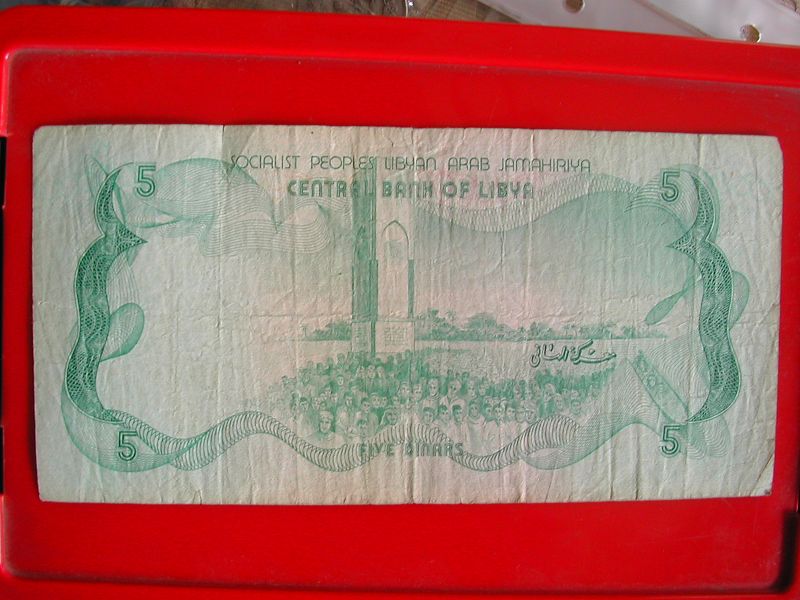 5 SOCIALIST PEOPLES LIBYAN ARAB JAMAHIRIYA 5
CENTRAL BANK OF LIBYA
5 FIVE DINARS 5